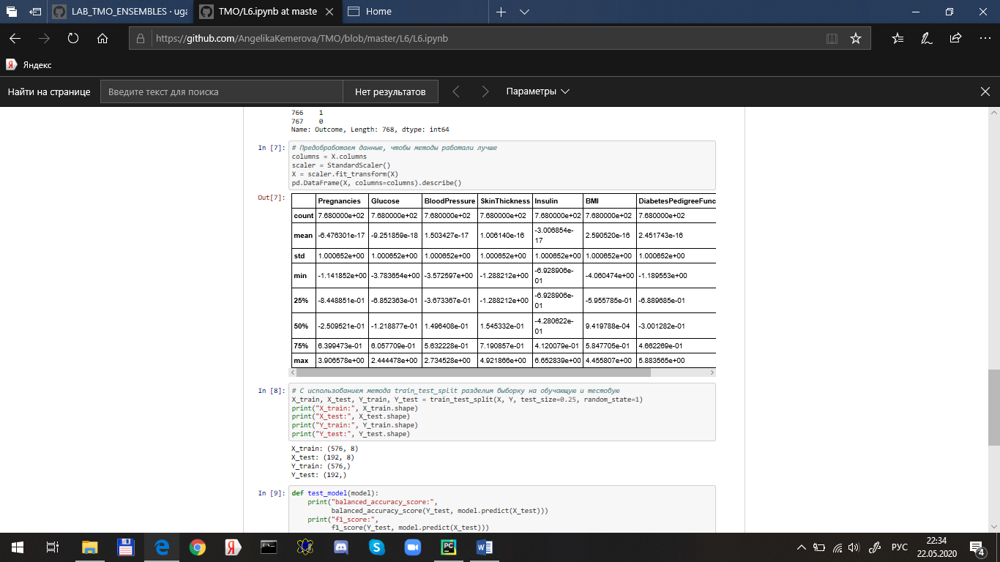 LAB_TMO_ENSEMBLES · uga
TMO/L6.ipynb at maste
Home
https://github.com/AngelikaKemerova/TMO/blob/master/L6/L6.ipynb
Яндекс
Найти на странице
Введите текст для поиска
Нет результатов
Параметры
766 1
767 0
Name: Outcome, Length: 768, dtype: int64
In [7]:
# Предобработаем данные, чтобы методы работали лучше
columns = X.columns
scaler = StandardScaler()
X = scaler.fit_transform(X)
pd.DataFrame(X, columns=columns).describe()
Out[7]:
Pregnancies Glucose BloodPressure SkinThickness Insulin BMI DiabetesPedigreeFunc
count 7.680000e+02 7.680000e+02 7.680000e+02 7.680000e+02 7.680000e+02 7.680000e+02 7.680000e+02
mean -6.476301e-17 -9.251859e-18 1.503427e-17 1.006140e-16 -3.006854e-17 2.590520e-16 2.451743e-16
std 1.000652e+00 1.000652e+00 1.000652e+00 1.000652e+00 1.000652e+00 1.000652e+00 1.000652e+00
min -1.141852e+00 -3.783654e+00 -3.572597e+00 -1.288212e+00 -6.928906e-01 -4.060474e+00 -1.189553e+00
25% -8.448851e-01 -6.852363e-01 -3.673367e-01 -1.288212e+00 -6.928906e-01 -5.955785e-01 -6.889685e-01
50% -2.509521e-01 -1.218877e-01 1.496408e-01 1.545332e-01 -4.280622e-01 9.419788e-04 -3.001282e-01
75% 6.399473e-01 6.057709e-01 5.632228e-01 7.190857e-01 4.120079e-01 5.847705e-01 4.662269e-01
max 3.906578e+00 2.444478e+00 2.734528e+00 4.921866e+00 6.652839e+00 4.455807e+00 5.883565e+00
In [8]:
# С использованием метода train_test_split разделим выборку на обучающую и тестовую
X_train, X_test, Y_train, Y_test = train_test_split(X, Y, test_size=0.25, random_state=1)
print("X_train:", X_train.shape)
print("X_test:", X_test.shape)
print("Y_train:", Y_train.shape)
print("Y_test:", Y_test.shape)
X_train: (576, 8)
X_test: (192, 8)
Y_train: (576,)
Y_test: (192,)
In [9]:
def test_model(model):
print("balanced_accuracy_score:",
balanced_accuracy_score(Y_test, model.predict(X_test)))
print("f1_score:",
f1_score(Y_test, model.predict(X_test)))
РУС
22:34
22.05.2020
4